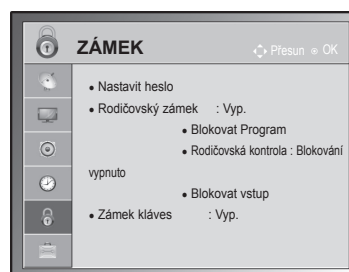 ZÁMEK
Přesun OK
• Nastavit heslo
• Rodičovský zámek : Vyp.
• Blokovat Program
• Rodičovská kontrola : Blokování
vypnuto
• Blokovat vstup
• Zámek kláves : Vyp.